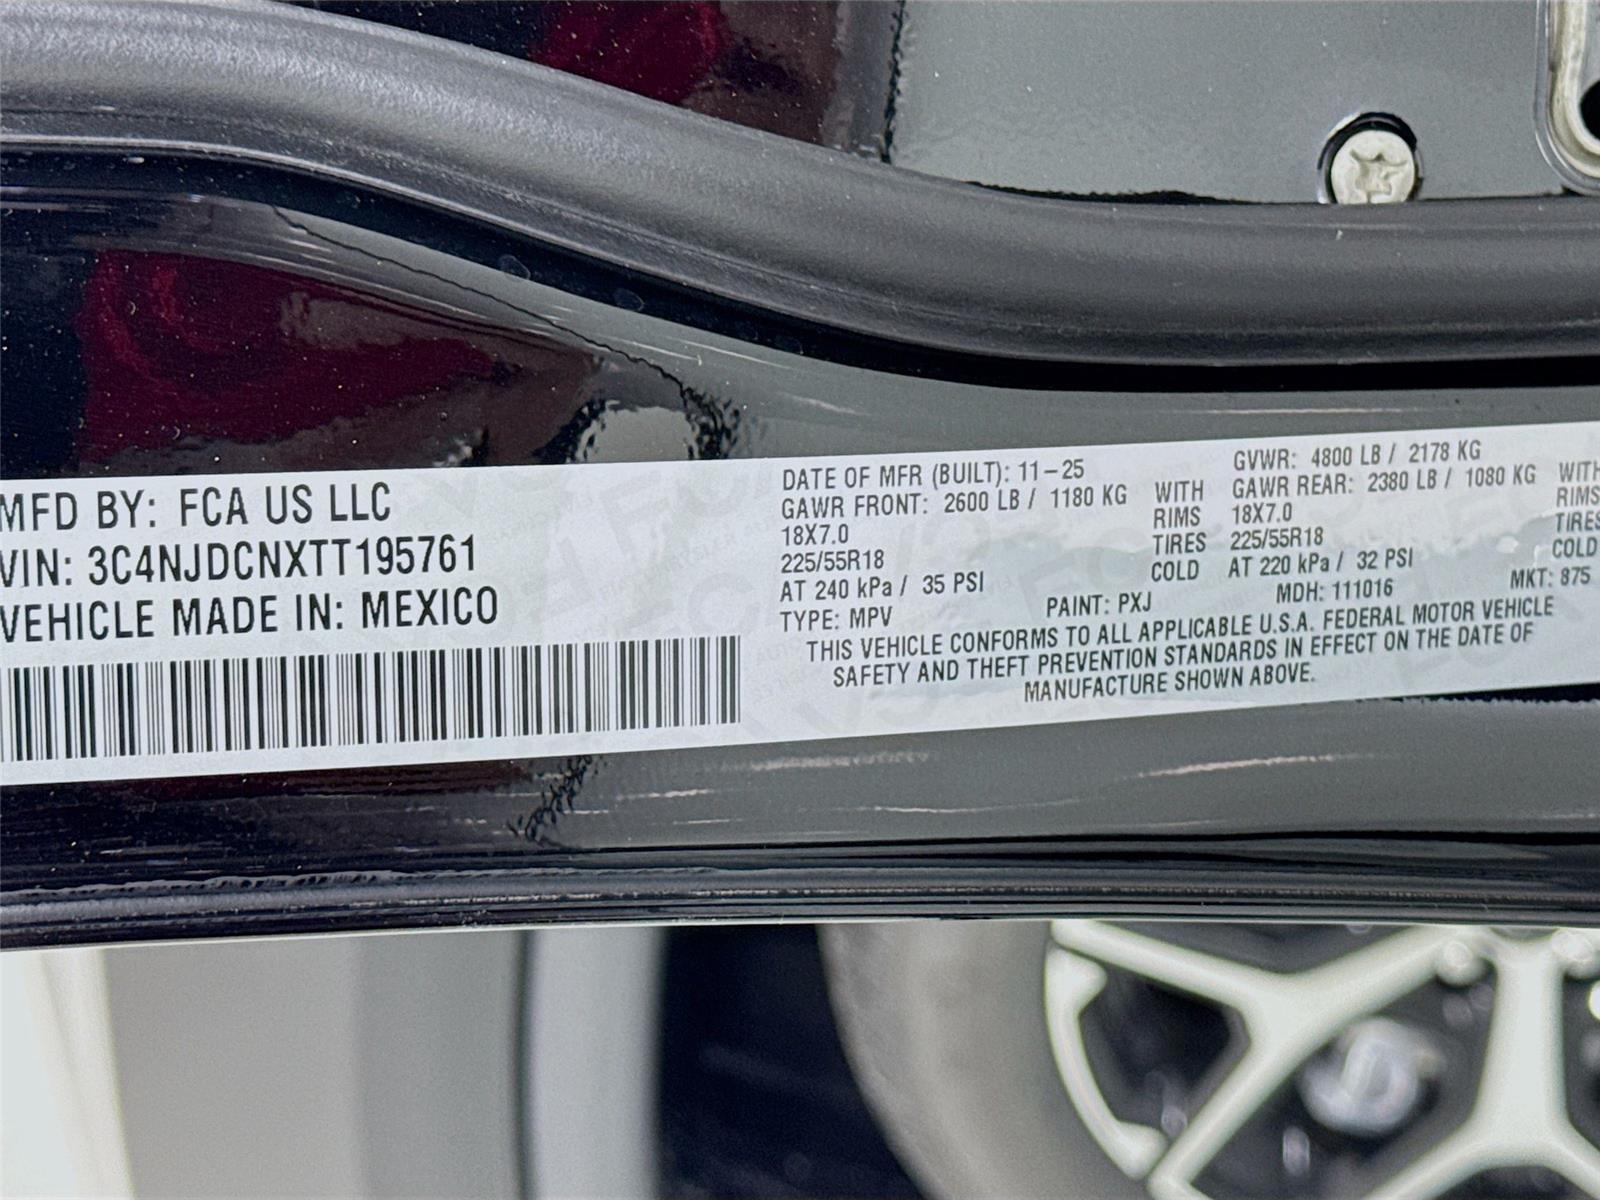 MFD BY: FCA US LLC
VIN: 3C4NJDCNXTT195761
VEHICLE MADE IN: MEXICO
DATE OF MFR (BUILT): 11-25
GAWR FRONT: 2600 LB / 1180 KG WITH
18X7.0 RIMS
225/55R18 TIRES
AT 240 kPa / 35 PSI COLD
GVWR: 4800 LB / 2178 KG
GAWR REAR: 2380 LB / 1080 KG WITH
18X7.0 RIMS
225/55R18 TIRES
AT 220 kPa / 32 PSI COLD
TYPE: MPV PAINT: PXJ MDH: 111016 MKT: 875
THIS VEHICLE CONFORMS TO ALL APPLICABLE U.S.A. FEDERAL MOTOR VEHICLE
SAFETY AND THEFT PREVENTION STANDARDS IN EFFECT ON THE DATE OF
MANUFACTURE SHOWN ABOVE.